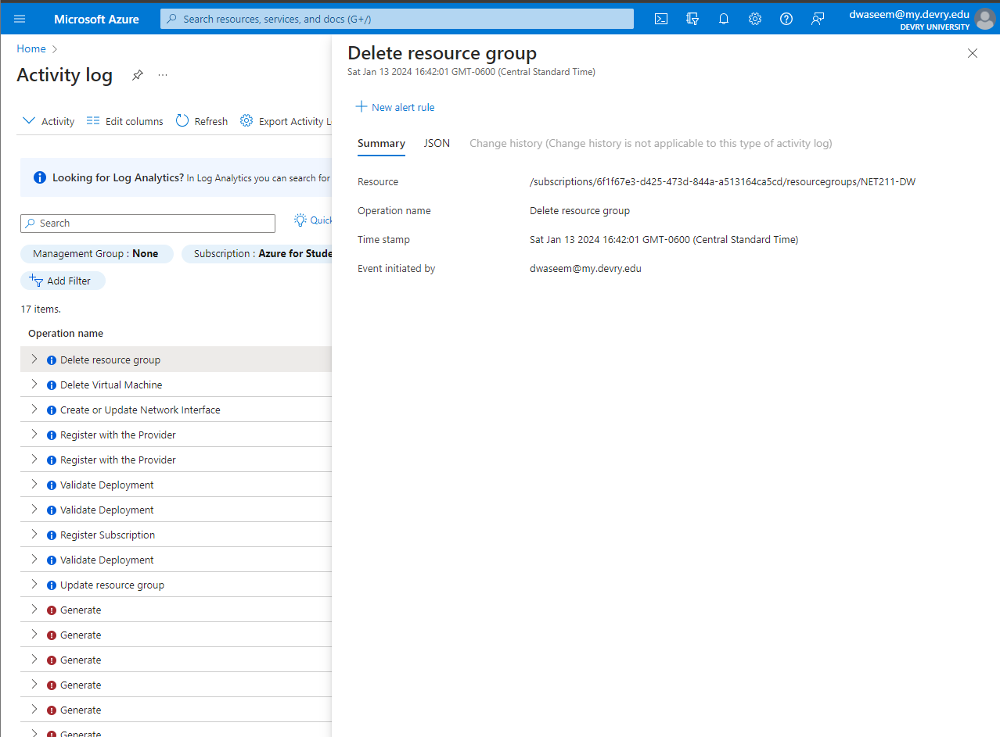 Microsoft Azure
Search resources, services, and docs (G+/)
dwaseem@my.devry.edu
DEVRY UNIVERSITY
Home
Activity log
...
Activity
Edit columns
Refresh
Export Activity L
Looking for Log Analytics? In Log Analytics you can search for
Search
Quick
Management Group : None
Subscription : Azure for Stude
Add Filter
17 items.
Operation name
Delete resource group
Delete Virtual Machine
Create or Update Network Interface
Register with the Provider
Register with the Provider
Validate Deployment
Validate Deployment
Register Subscription
Validate Deployment
Update resource group
Generate
Generate
Generate
Generate
Generate
Generate
Delete resource group
Sat Jan 13 2024 16:42:01 GMT-0600 (Central Standard Time)
New alert rule
Summary JSON Change history (Change history is not applicable to this type of activity log)
Resource /subscriptions/6f1f67e3-d425-473d-844a-a513164ca5cd/resourcegroups/NET211-DW
Operation name Delete resource group
Time stamp Sat Jan 13 2024 16:42:01 GMT-0600 (Central Standard Time)
Event initiated by dwaseem@my.devry.edu